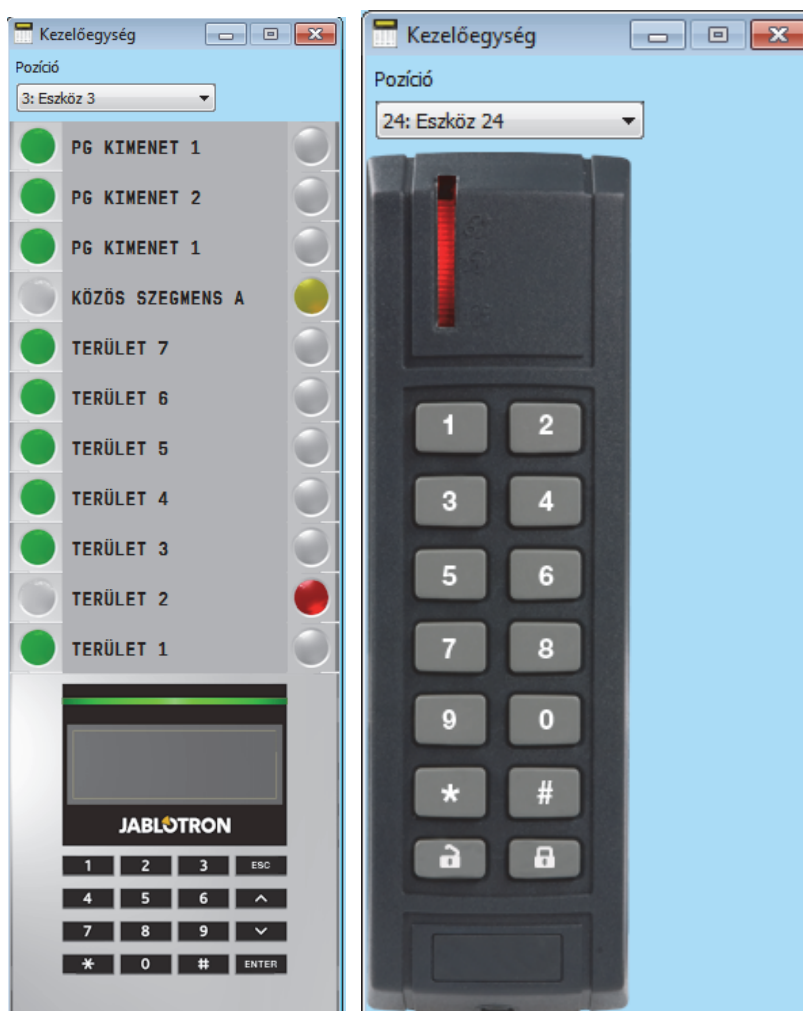 Kezelőegység
Pozíció
3: Eszköz 3
PG KIMENET 1
PG KIMENET 2
PG KIMENET 1
KÖZÖS SZEGMENS A
TERÜLET 7
TERÜLET 6
TERÜLET 5
TERÜLET 4
TERÜLET 3
TERÜLET 2
TERÜLET 1
JABLOTRON
1 2 3 ESC
4 5 6
7 8 9
* 0 # ENTER
Kezelőegység
Pozíció
24: Eszköz 24
1 2
3 4
5 6
7 8
9 0
* #